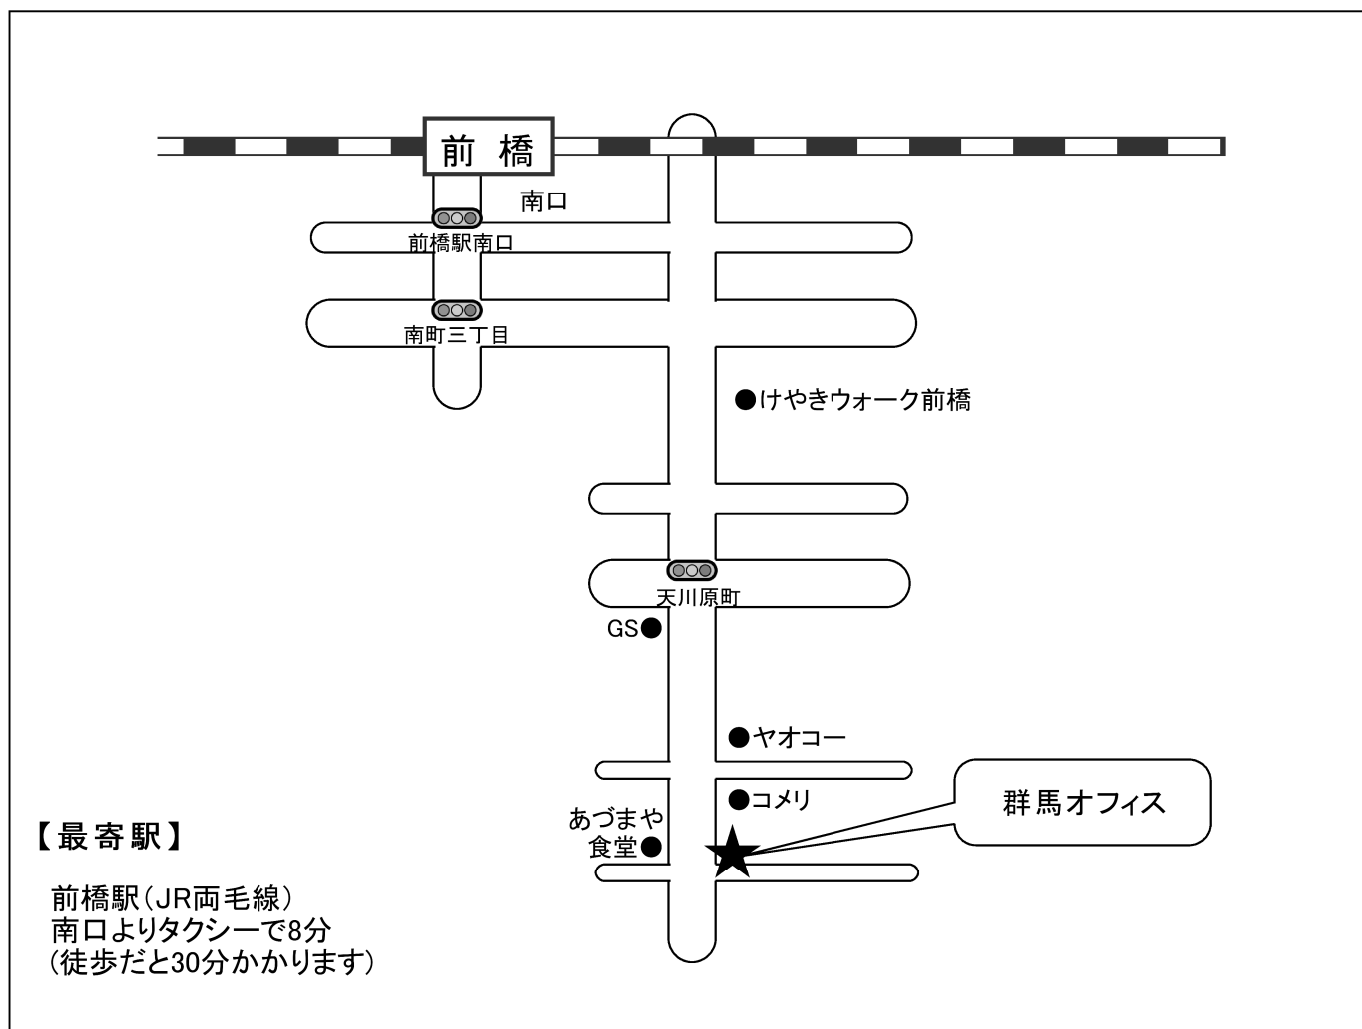 前橋
南口
前橋駅南口
南町三丁目
●けやきウォーク前橋
天川原町
GS●
●ヤオコー
●コメリ
群馬オフィス
あづまや
食堂●
【最寄駅】
前橋駅(JR両毛線)
南口よりタクシーで8分
(徒歩だと30分かかります)